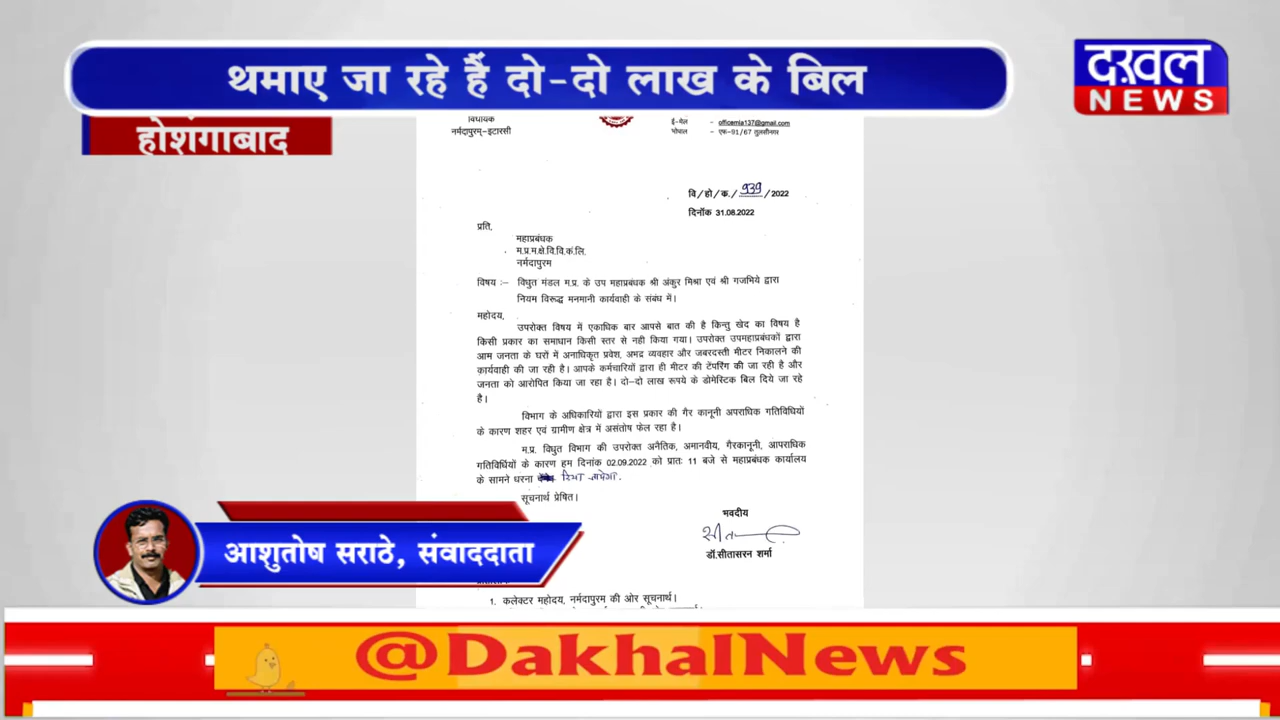 थमाए जा रहे हैं दो-दो लाख के बिल
दख़ल
NEWS
होशंगाबाद
विधायक
नर्मदापुरम्-इटारसी
ई-मेल - officemla137@gmail.com
भोपाल - एफ-91/67 तुलसीनगर
वि/हो/क./939/2022
दिनॉक 31.08.2022
प्रति,
महाप्रबंधक
म.प्र.म.क्षे.वि.वि.कं.लि.
नर्मदापुरम
विषय :– विधुत मंडल म.प्र. के उप महाप्रबंधक श्री अंकुर मिश्रा एवं श्री गजभिये द्वारा
नियम विरूद्ध मनमानी कार्यवाही के संबंध में।
महोदय,
उपरोक्त विषय में एकाधिक बार आपसे बात की है किन्तु खेद का विषय है
किसी प्रकार का समाधान किसी स्तर से नही किया गया। उपरोक्त उपमहाप्रबंधकों द्वारा
आम जनता के घरों में अनाधिकृत प्रवेश, अभद्र व्यवहार और जबरदस्ती मीटर निकालने की
कार्यवाही की जा रही है। आपके कर्मचारियों द्वारा ही मीटर की टेंपरिंग की जा रही है और
जनता को आरोपित किया जा रहा है। दो-दो लाख रूपये के डोमेस्टिक बिल दिये जा रहे
है।
विभाग के अधिकारियों द्वारा इस प्रकार की गैर कानूनी अपराधिक गतिविधियों
के कारण शहर एवं ग्रामीण क्षेत्र में असंतोष फेल रहा है।
म.प्र. विधुत विभाग की उपरोक्त अनैतिक, अमानवीय, गैरकानूनी, आपराधिक
गतिविधियों के कारण हम दिनांक 02.09.2022 को प्रातः 11 बजे से महाप्रबंधक कार्यालय
के सामने धरना दिया जायेगा.
सूचनार्थ प्रेषित।
भवदीय
डॉ.सीतासरन शर्मा
आशुतोष सराठे, संवाददाता
1. कलेक्टर महोदय, नर्मदापुरम की ओर सूचनार्थ।
@DakhalNews